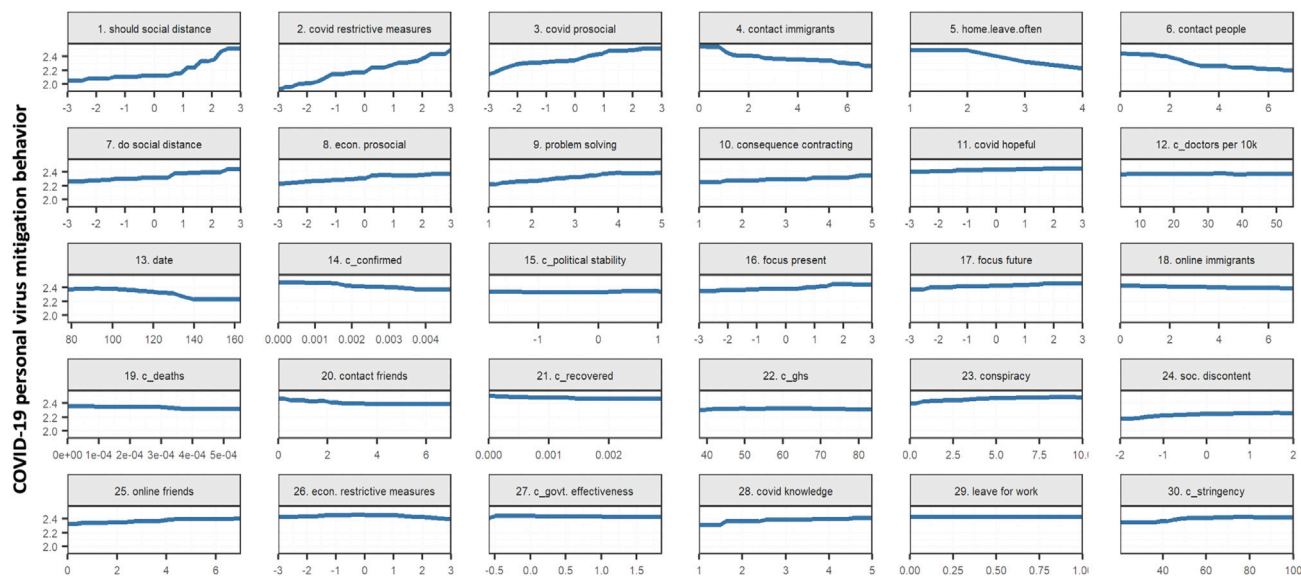 COVID-19 personal virus mitigation behavior
1. should social distance
2. covid restrictive measures
3. covid prosocial
4. contact immigrants
5. home.leave.often
6. contact people
2.4
2.2
2.0
-3 -2 -1 0 1 2 3
-3 -2 -1 0 1 2 3
-3 -2 -1 0 1 2 3
0 2 4 6
1 2 3 4
0 2 4 6
7. do social distance
8. econ. prosocial
9. problem solving
10. consequence contracting
11. covid hopeful
12. c_doctors per 10k
2.4
2.2
2.0
-3 -2 -1 0 1 2 3
-3 -2 -1 0 1 2 3
1 2 3 4 5
1 2 3 4 5
-3 -2 -1 0 1 2 3
10 20 30 40 50
13. date
14. c_confirmed
15. c_political stability
16. focus present
17. focus future
18. online immigrants
2.4
2.2
2.0
80 100 120 140 160
0.000 0.001 0.002 0.003 0.004
-1 0 1
-3 -2 -1 0 1 2 3
-3 -2 -1 0 1 2 3
0 2 4 6
19. c_deaths
20. contact friends
21. c_recovered
22. c_ghs
23. conspiracy
24. soc. discontent
2.4
2.2
2.0
0e+00 1e-04 2e-04 3e-04 4e-04 5e-04
0 2 4 6
0.000 0.001 0.002
40 50 60 70 80
0.0 2.5 5.0 7.5 10.0
-2 -1 0 1 2
25. online friends
26. econ. restrictive measures
27. c_govt. effectiveness
28. covid knowledge
29. leave for work
30. c_stringency
2.4
2.2
2.0
0 2 4 6
-3 -2 -1 0 1 2 3
-0.5 0.0 0.5 1.0 1.5
1 2 3 4 5
0.00 0.25 0.50 0.75 1.00
40 60 80 100